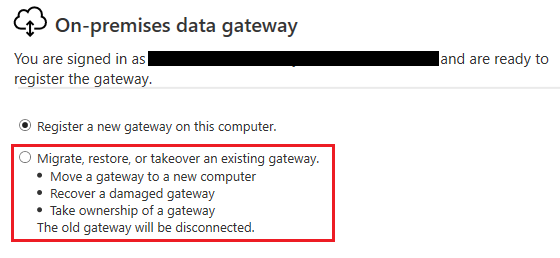 On-premises data gateway
You are signed in as and are ready to
register the gateway.
Register a new gateway on this computer.
Migrate, restore, or takeover an existing gateway.
• Move a gateway to a new computer
• Recover a damaged gateway
• Take ownership of a gateway
The old gateway will be disconnected.